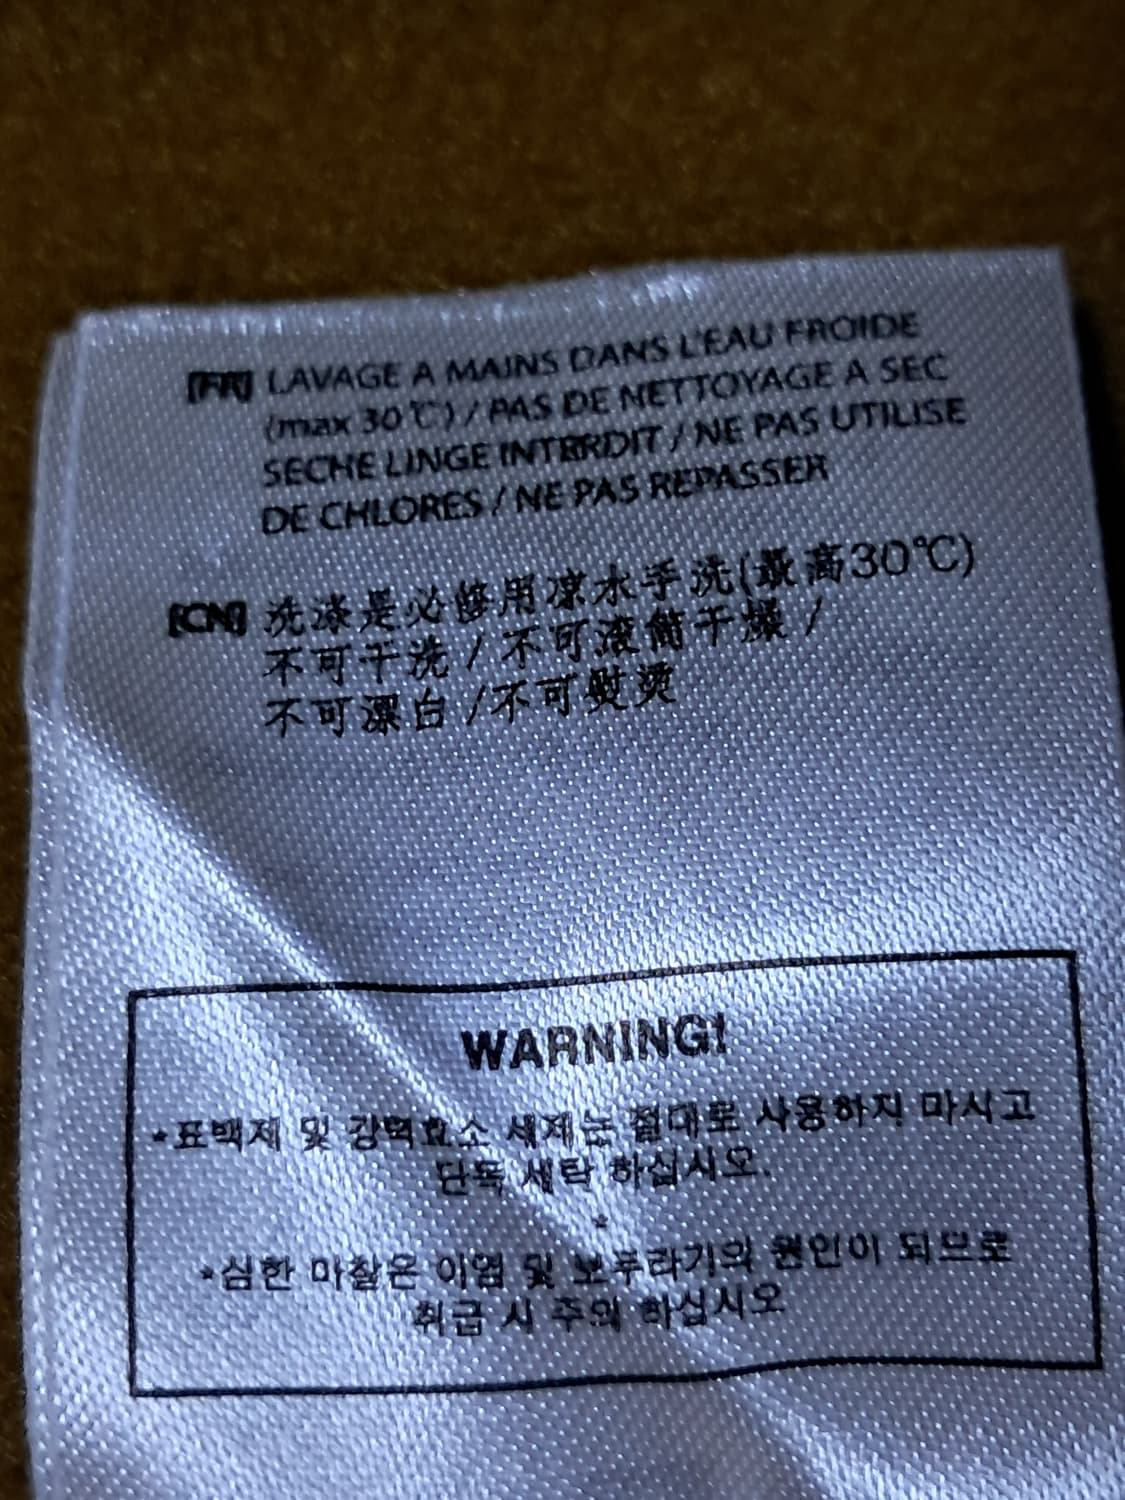 [FR] LAVAGE A MAINS DANS L'EAU FROIDE
(max 30℃) / PAS DE NETTOYAGE A SEC
SECHE LINGE INTERRDIT / NE PAS UTILISE
DE CHLORES / NE PAS REPASSER
[CN] 洗滌是必修用凉水手洗(最高30℃)
不可干洗 / 不可滾筒干燥 /
不可漂白 /不可熨烫
WARNING!
*표백제 및 강력효소 세제는 절대로 사용하지 마시고
단독 세탁 하십시오.
*
*심한 마찰은 이염 및 보푸라기의 원인이 되므로
취급 시 주의 하십시오